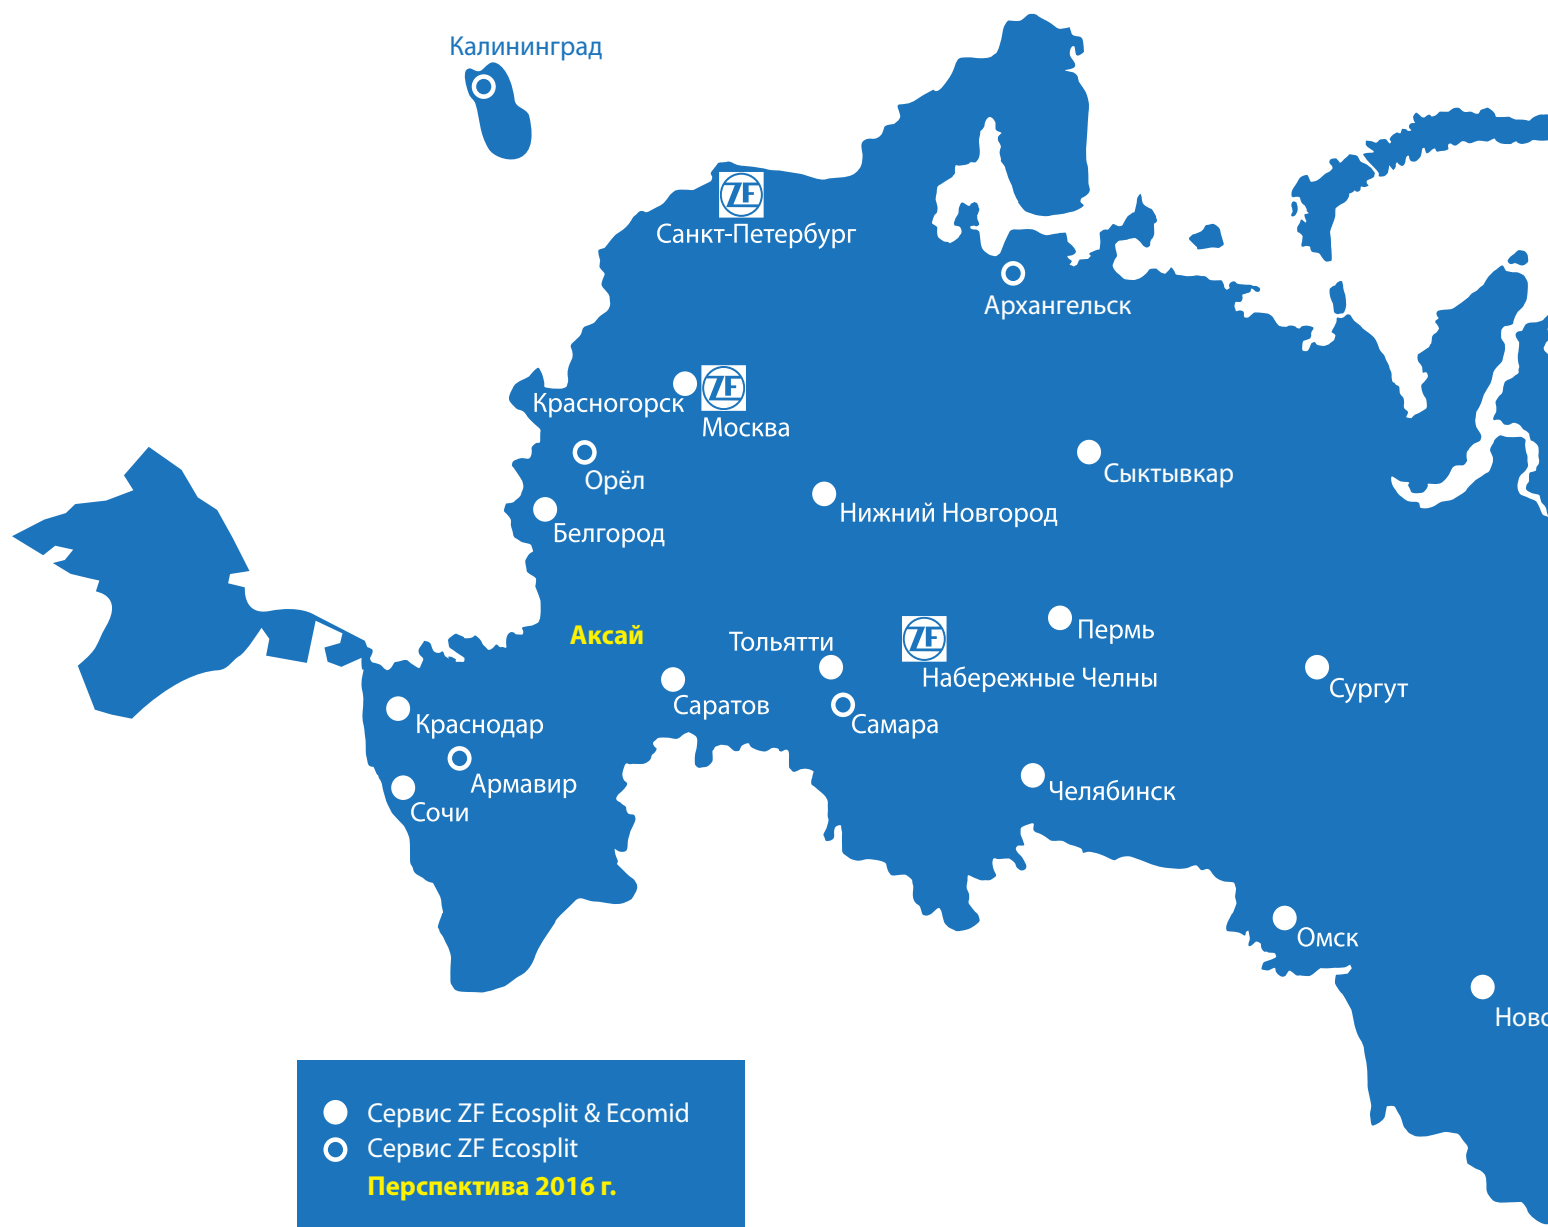 Калининград
ZF
Санкт-Петербург
Архангельск
ZF
Красногорск
Москва
Орёл
Сыктывкар
Нижний Новгород
Белгород
Аксай
Тольятти
ZF
Пермь
Набережные Челны
Сургут
Саратов
Самара
Краснодар
Армавир
Челябинск
Сочи
Омск
Ново
Сервис ZF Ecosplit & Ecomid
Сервис ZF Ecosplit
Перспектива 2016 г.